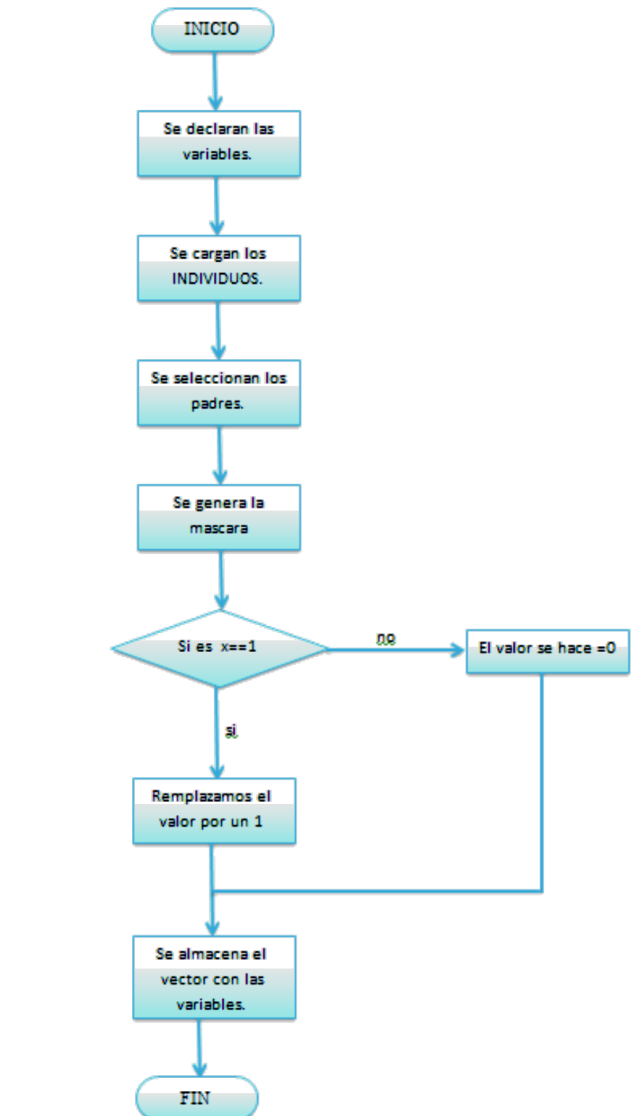 INICIO
Se declaran las
variables.
Se cargan los
INDIVIDUOS.
Se seleccionan los
padres.
Se genera la
mascara
Si es x==1
no
El valor se hace =0
si
Remplazamos el
valor por un 1
Se almacena el
vector con las
variables.
FIN